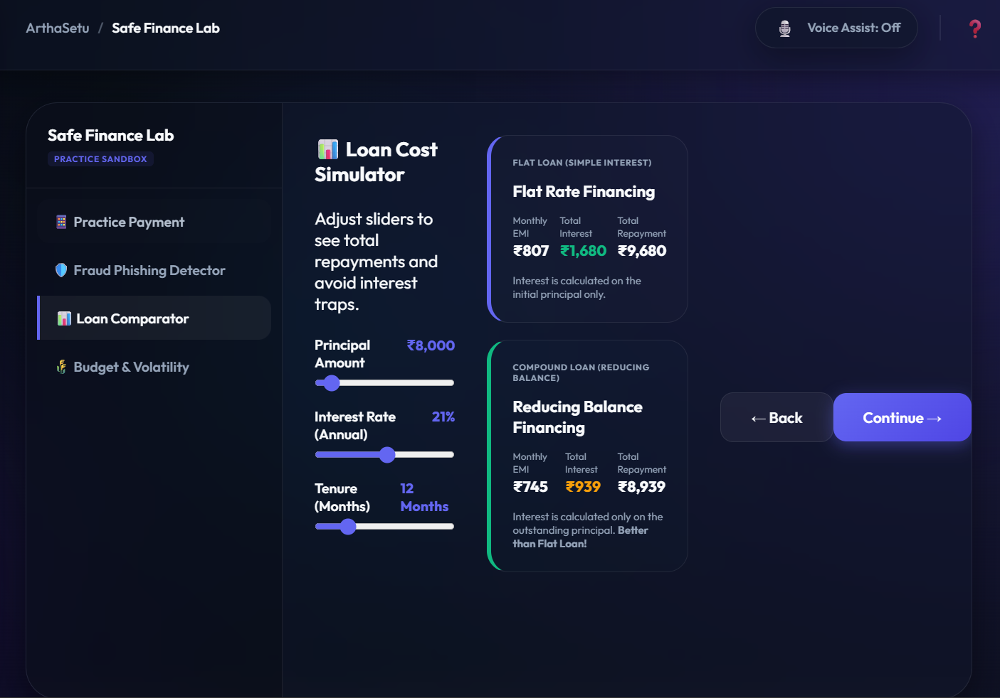 ArthaSetu / Safe Finance Lab
Voice Assist: Off
Safe Finance Lab
PRACTICE SANDBOX
Practice Payment
Fraud Phishing Detector
Loan Comparator
Budget & Volatility
Loan Cost
Simulator
Adjust sliders to
see total
repayments and
avoid interest
traps.
Principal
Amount
₹8,000
Interest Rate
(Annual)
21%
Tenure
(Months)
12
Months
FLAT LOAN (SIMPLE INTEREST)
Flat Rate Financing
Monthly
EMI
₹807
Total
Interest
₹1,680
Total
Repayment
₹9,680
Interest is calculated on the
initial principal only.
COMPOUND LOAN (REDUCING
BALANCE)
Reducing Balance
Financing
Monthly
EMI
₹745
Total
Interest
₹939
Total
Repayment
₹8,939
Interest is calculated only on the
outstanding principal. Better
than Flat Loan!
← Back
Continue →